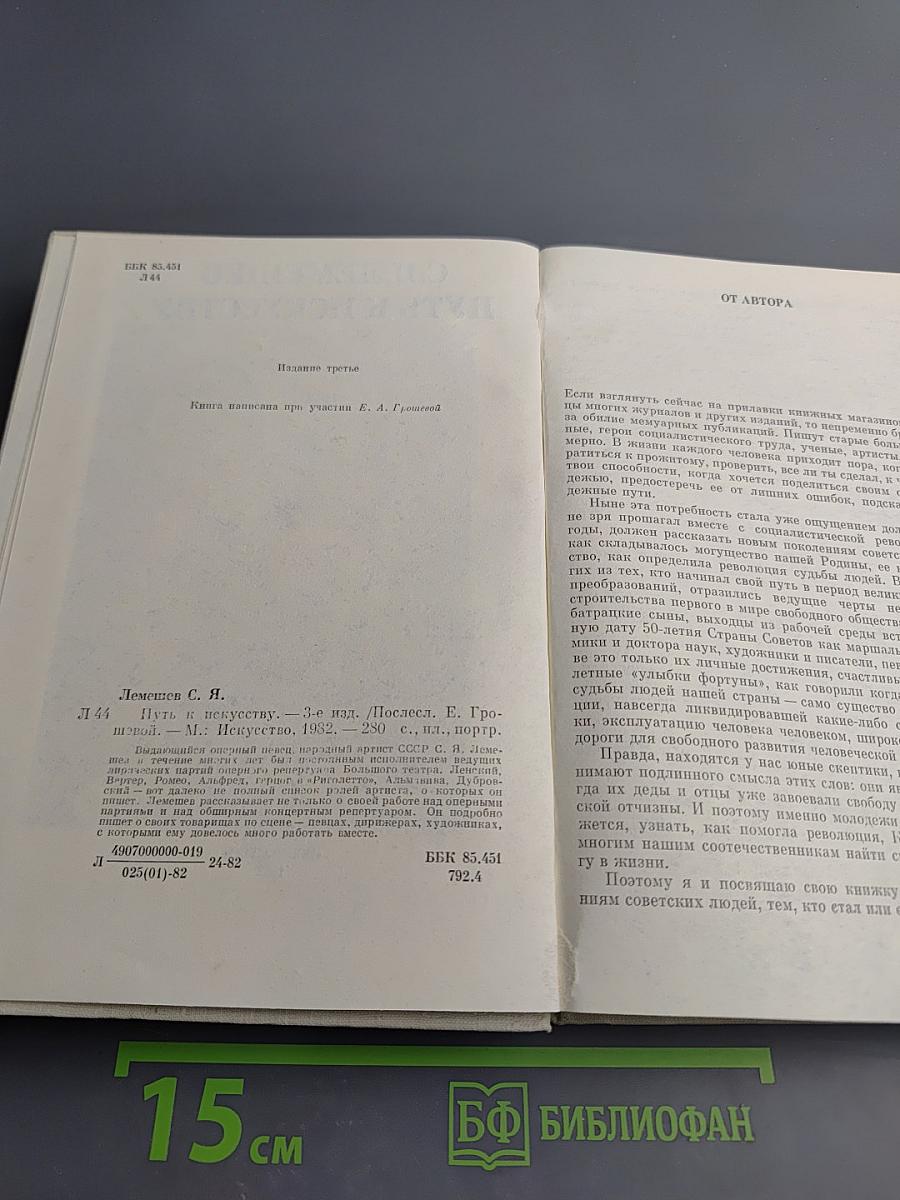 ББК 85.451
Л 44
Издание третье
Книга написана при участии Е. А. Грошевой
Лемешев С. Я.
Л 44 Путь к искусству. — 3-е изд. /Послесл. Е. Гро-
шевой. — М.: Искусство, 1982. — 280 с., ил., портр.
Выдающийся оперный певец, народный артист СССР С. Я. Леме-
шев в течение многих лет был постоянным исполнителем ведущих
лирических партий оперного репертуара Большого театра. Ленский,
Вертер, Ромео, Альфред, герцог в «Риголетто», Альмавива, Дубров-
ский — вот далеко не полный список ролей артиста, о которых он
пишет. Лемешев рассказывает не только о своей работе над оперными
партиями и над обширным концертным репертуаром. Он подробно
пишет о своих товарищах по сцене — певцах, дирижерах, художниках,
с которыми ему довелось много работать вместе.
Л 4907000000-019 24-82
025(01)-82
ББК 85.451
792.4
ОТ АВТОРА
Если взглянуть сейчас на прилавки книжных магазинов
цы многих журналов и других изданий, то непременно б
за обилие мемуарных публикаций. Пишут старые боль
ные, герои социалистического труда, ученые, артисты.
мерно. В жизни каждого человека приходит пора, ког
ратиться к прожитому, проверить, все ли ты сделал, к ч
твои способности, когда хочется поделиться своим о
дежью, предостеречь ее от лишних ошибок, подска
дежные пути.
Ныне эта потребность стала уже ощущением дол
не зря прошагал вместе с социалистической рево
годы, должен рассказать новым поколениям советс
как складывалось могущество нашей Родины, ее
ство, как определила революция судьбы людей. В
гих из тех, кто начинал свой путь в период велик
преобразований, отразились ведущие черты не
строительства первого в мире свободного общества
батрацкие сыны, выходцы из рабочей среды вст
ную дату 50-летия Страны Советов как маршаль
мики и доктора наук, художники и писатели, пев
ве это только их личные достижения, счастливы
летные «улыбки фортуны», как говорили когда
судьбы людей нашей страны — само существо
ции, навсегда ликвидировавшей какие-либо с
ки, эксплуатацию человека человеком, широк
дороги для свободного развития человеческой
Правда, находятся у нас юные скептики,
нимают подлинного смысла этих слов: они яв
гда их деды и отцы уже завоевали свободу
ской отчизны. И поэтому именно молодежи
жется, узнать, как помогла революция, К
многим нашим соотечественникам найти с
гу в жизни.
Поэтому я и посвящаю свою книжку
ниям советских людей, тем, кто стал или с
15 см
БФ БИБЛИОФАН